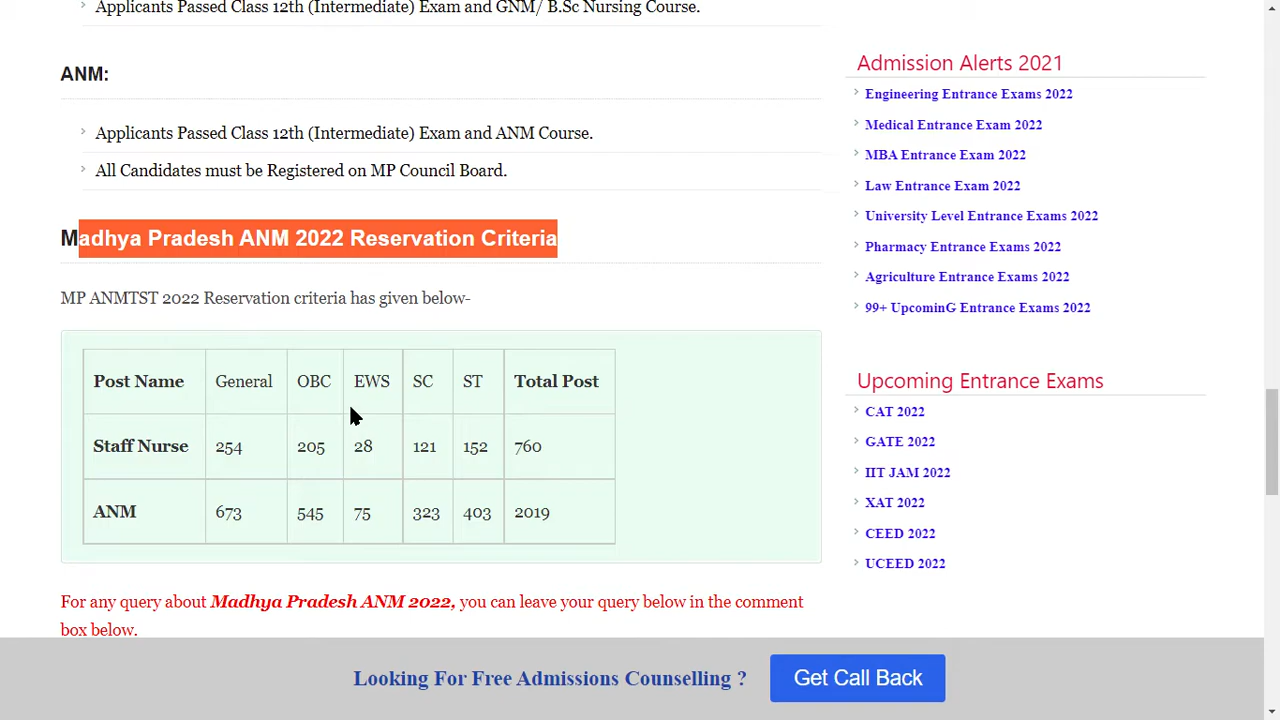 Applicants Passed Class 12th (Intermediate) Exam and GNM/ B.Sc Nursing Course.
ANM:
Applicants Passed Class 12th (Intermediate) Exam and ANM Course.
All Candidates must be Registered on MP Council Board.
Madhya Pradesh ANM 2022 Reservation Criteria
MP ANMTST 2022 Reservation criteria has given below-
Post Name General OBC EWS SC ST Total Post
Staff Nurse 254 205 28 121 152 760
ANM 673 545 75 323 403 2019
For any query about Madhya Pradesh ANM 2022, you can leave your query below in the comment
box below.
Admission Alerts 2021
Engineering Entrance Exams 2022
Medical Entrance Exam 2022
MBA Entrance Exam 2022
Law Entrance Exam 2022
University Level Entrance Exams 2022
Pharmacy Entrance Exams 2022
Agriculture Entrance Exams 2022
99+ UpcominG Entrance Exams 2022
Upcoming Entrance Exams
CAT 2022
GATE 2022
IIT JAM 2022
XAT 2022
CEED 2022
UCEED 2022
Looking For Free Admissions Counselling ? Get Call Back